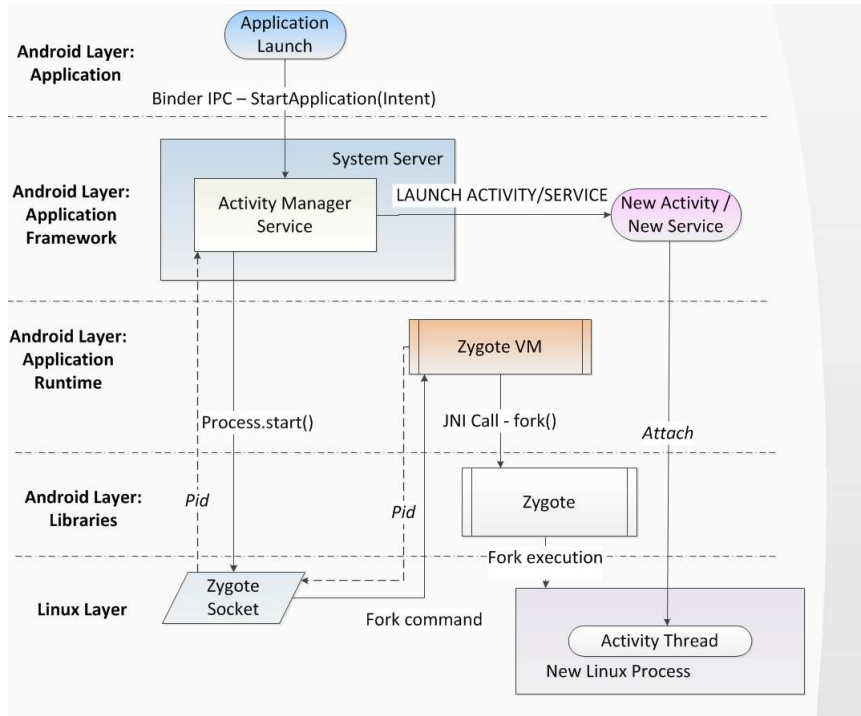 Application
Launch
Android Layer:
Application
Binder IPC – StartApplication(Intent)
System Server
Android Layer:
Application
Framework
Activity Manager
Service
LAUNCH ACTIVITY/SERVICE
New Activity /
New Service
Android Layer:
Application
Runtime
Zygote VM
Process.start()
JNI Call - fork()
Attach
Android Layer:
Libraries
Pid
Pid
Zygote
Fork execution
Linux Layer
Zygote
Socket
Fork command
Activity Thread
New Linux Process